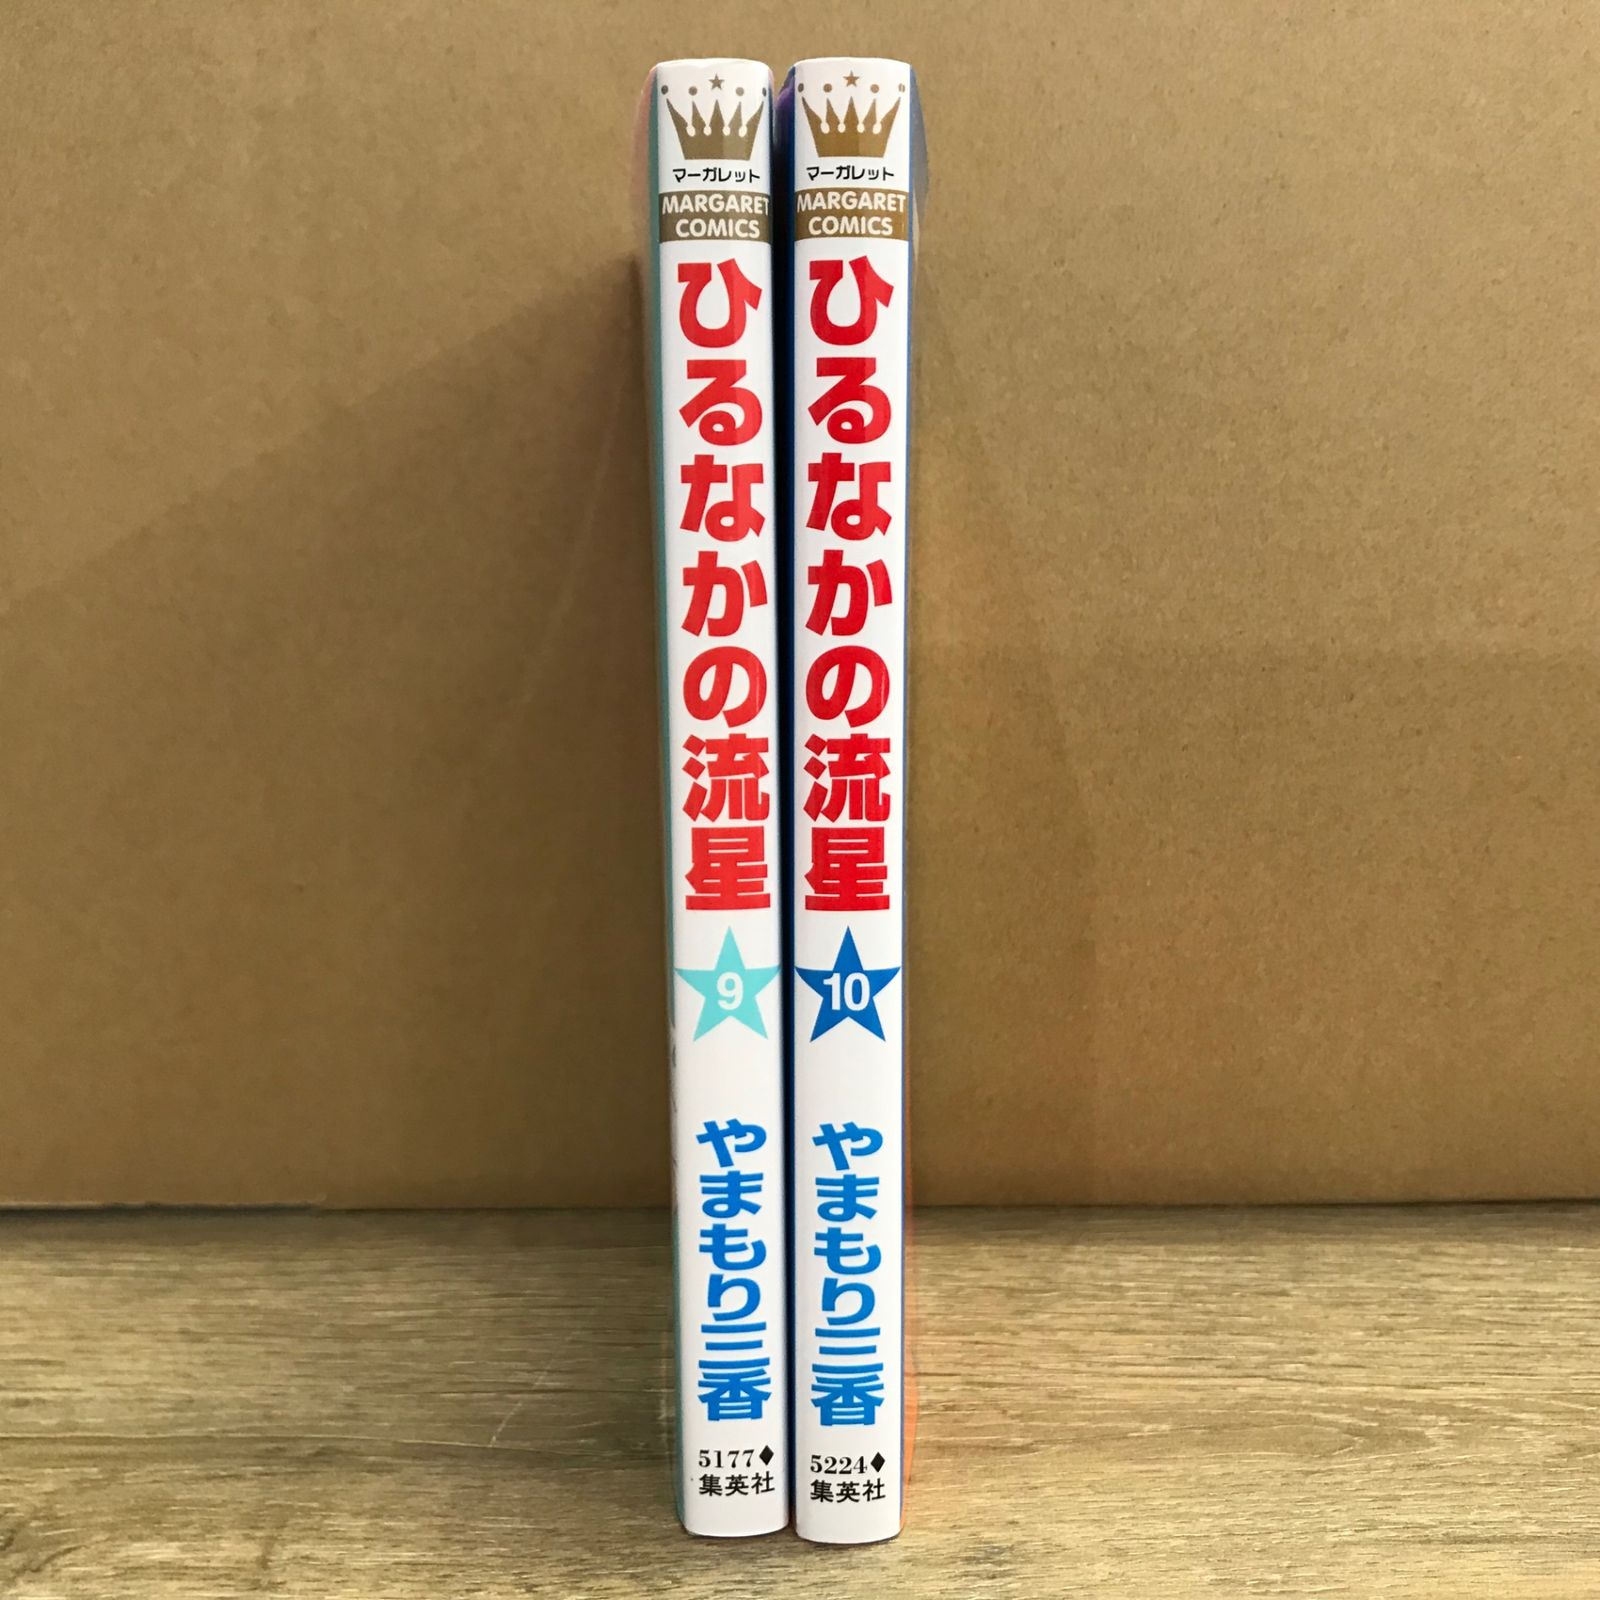 マーガレット
MARGARET
COMICS
ひるなかの流星
9
やまもり三香
5177♦
集英社
マーガレット
MARGARET
COMICS
ひるなかの流星
10
やまもり三香
5224♦
集英社